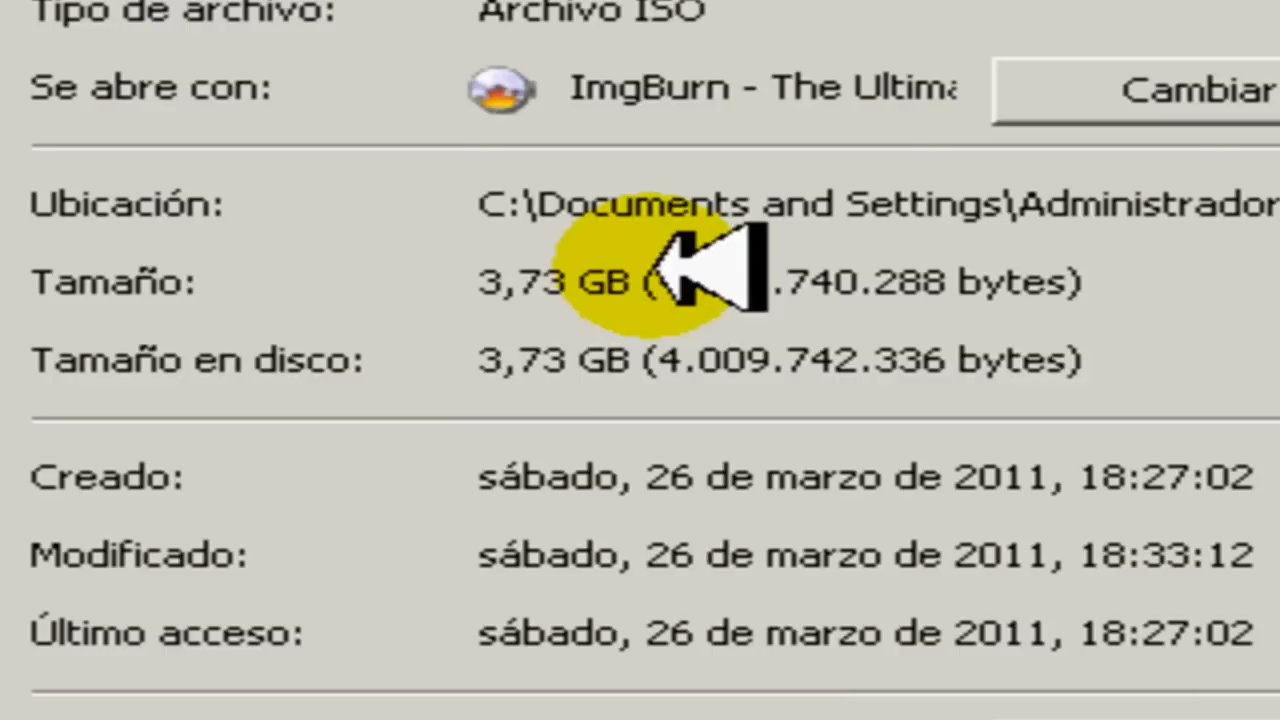 Tipo de archivo: Archivo ISO
Se abre con: ImgBurn - The Ultima Cambiar
Ubicación: C:\Documents and Settings\Administrador
Tamaño: 3,73 GB ( .740.288 bytes)
Tamaño en disco: 3,73 GB (4.009.742.336 bytes)
Creado: sábado, 26 de marzo de 2011, 18:27:02
Modificado: sábado, 26 de marzo de 2011, 18:33:12
Último acceso: sábado, 26 de marzo de 2011, 18:27:02